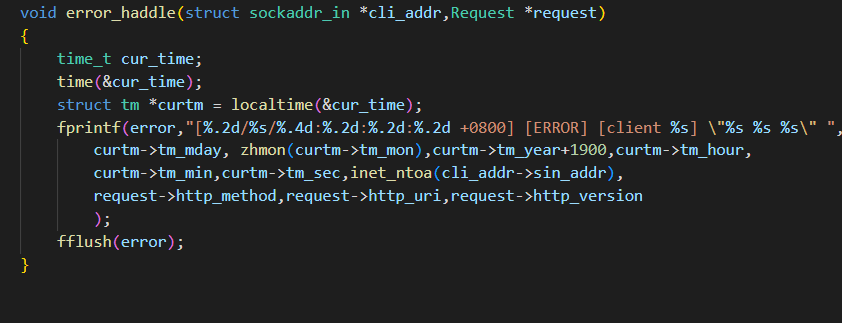 void error_haddle(struct sockaddr_in *cli_addr,Request *request)
{
    time_t cur_time;
    time(&cur_time);
    struct tm *curtm = localtime(&cur_time);
    fprintf(error,"[%.2d/%s/%.4d:%.2d:%.2d:%.2d +0800] [ERROR] [client %s] \"%s %s %s\" ",
        curtm->tm_mday, zhmon(curtm->tm_mon),curtm->tm_year+1900,curtm->tm_hour,
        curtm->tm_min,curtm->tm_sec,inet_ntoa(cli_addr->sin_addr),
        request->http_method,request->http_uri,request->http_version
        );
    fflush(error);
}